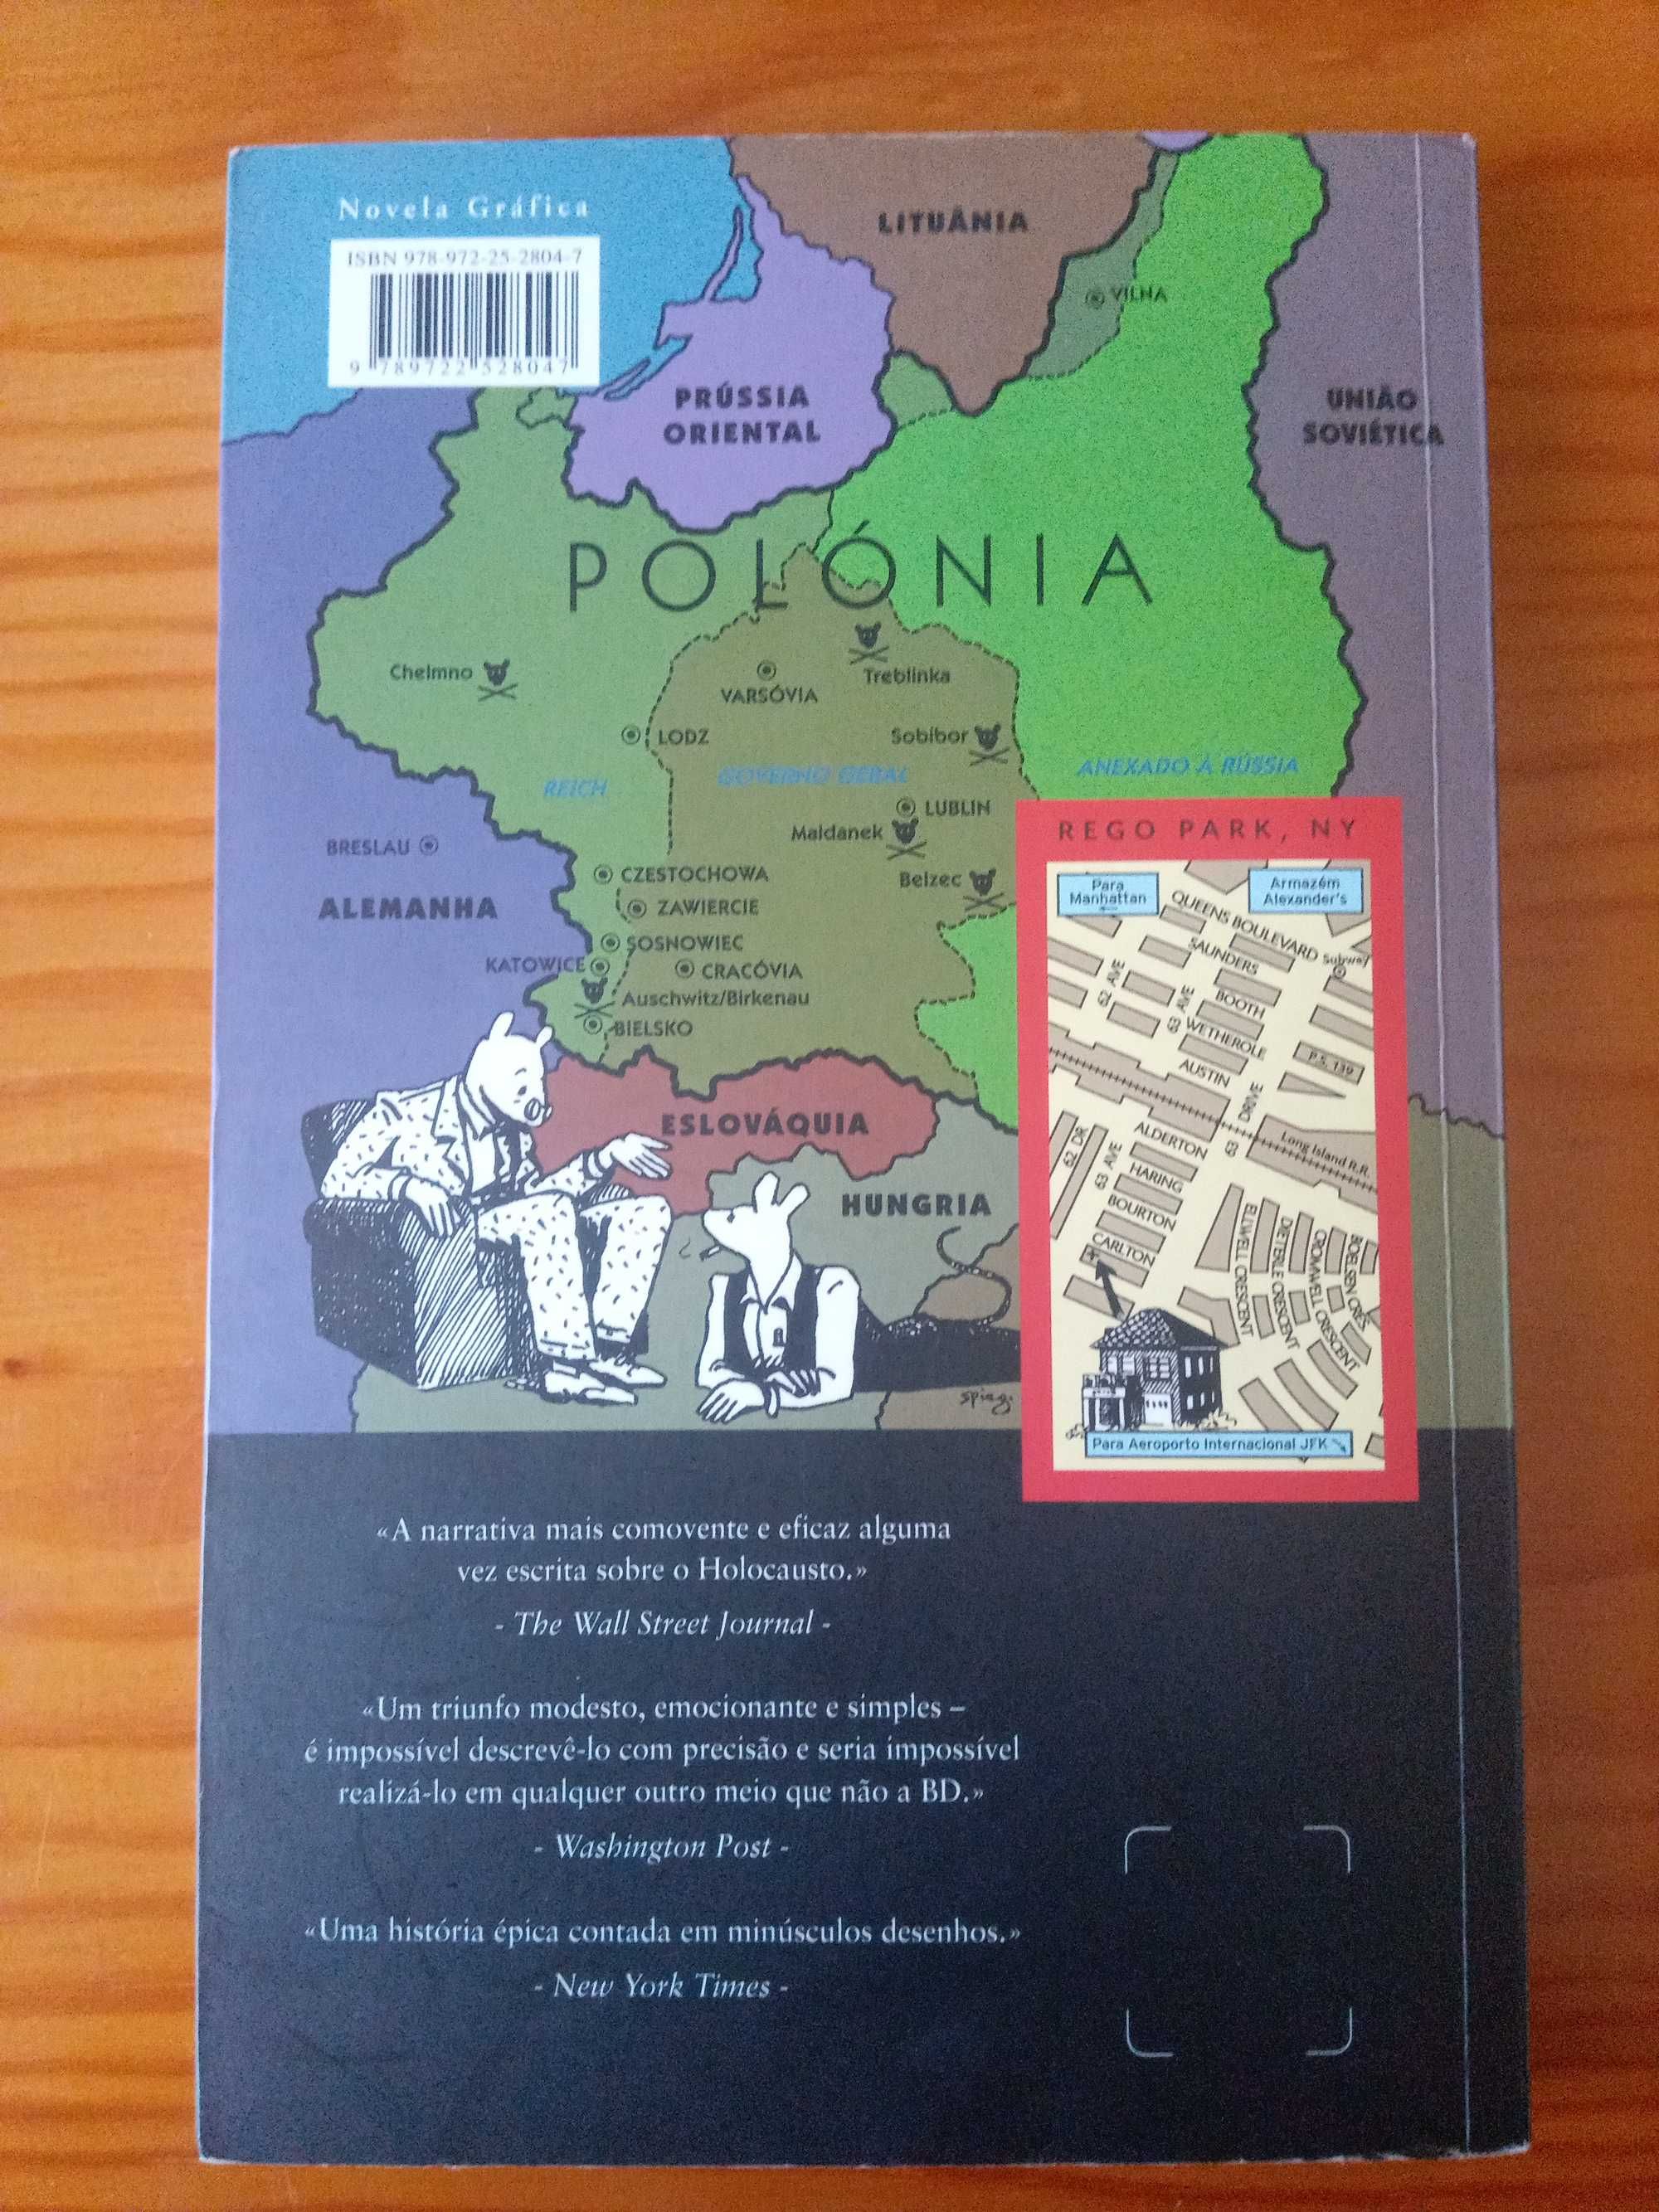 Novela Gráfica
ISBN 978-972-25-2804-7
9 789722 528047
LITUÂNIA
VILNA
PRÚSSIA
ORIENTAL
UNIÃO
SOVIÉTICA
POLÓNIA
Chelmno
Treblinka
VARSÓVIA
LODZ
Sobibor
REICH
GOVERNO GERAL
ANEXADO À RÚSSIA
LUBLIN
Maidanek
BRESLAU
CZESTOCHOWA
Belzec
ALEMANHA
ZAWIERCIE
SOSNOWIEC
KATOWICE
CRACÓVIA
Auschwitz/Birkenau
BIELSKO
ESLOVÁQUIA
HUNGRIA
REGO PARK, NY
Para
Manhattan
Armazém
Alexander's
QUEENS BOULEVARD
Subway
SAUNDERS
62 AVE
63 AVE
BOOTH
WETHEROLE
AUSTIN
P.S. 139
63 DRIVE
62 DR
63 AVE
ALDERTON
Long Island R.R.
HARING
BOURTON
CARLTON
ELLWELL CRESCENT
DIETERLE CRESCENT
CROMWELL CRESCENT
BOELSEN CRES.
Para Aeroporto Internacional JFK
«A narrativa mais comovente e eficaz alguma
vez escrita sobre o Holocausto.»
- The Wall Street Journal -
«Um triunfo modesto, emocionante e simples –
é impossível descrevê-lo com precisão e seria impossível
realizá-lo em qualquer outro meio que não a BD.»
- Washington Post -
«Uma história épica contada em minúsculos desenhos.»
- New York Times -